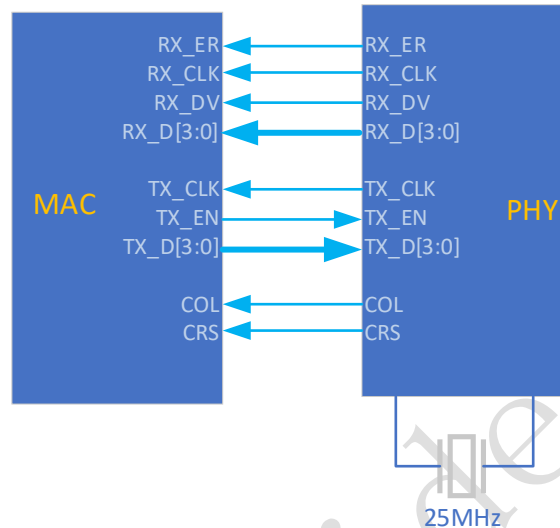 RX_ER RX_ER
RX_CLK RX_CLK
RX_DV RX_DV
RX_D[3:0] RX_D[3:0]
TX_CLK TX_CLK
MAC
PHY
TX_EN TX_EN
TX_D[3:0] TX_D[3:0]
COL COL
CRS CRS
25MHz